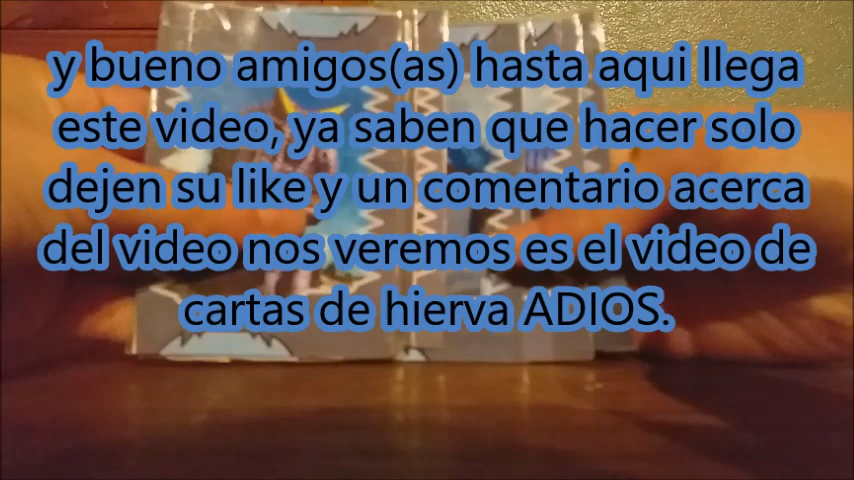 y bueno amigos(as) hasta aqui llega
este video, ya saben que hacer solo
dejen su like y un comentario acerca
del video nos veremos es el video de
cartas de hierva ADIOS.